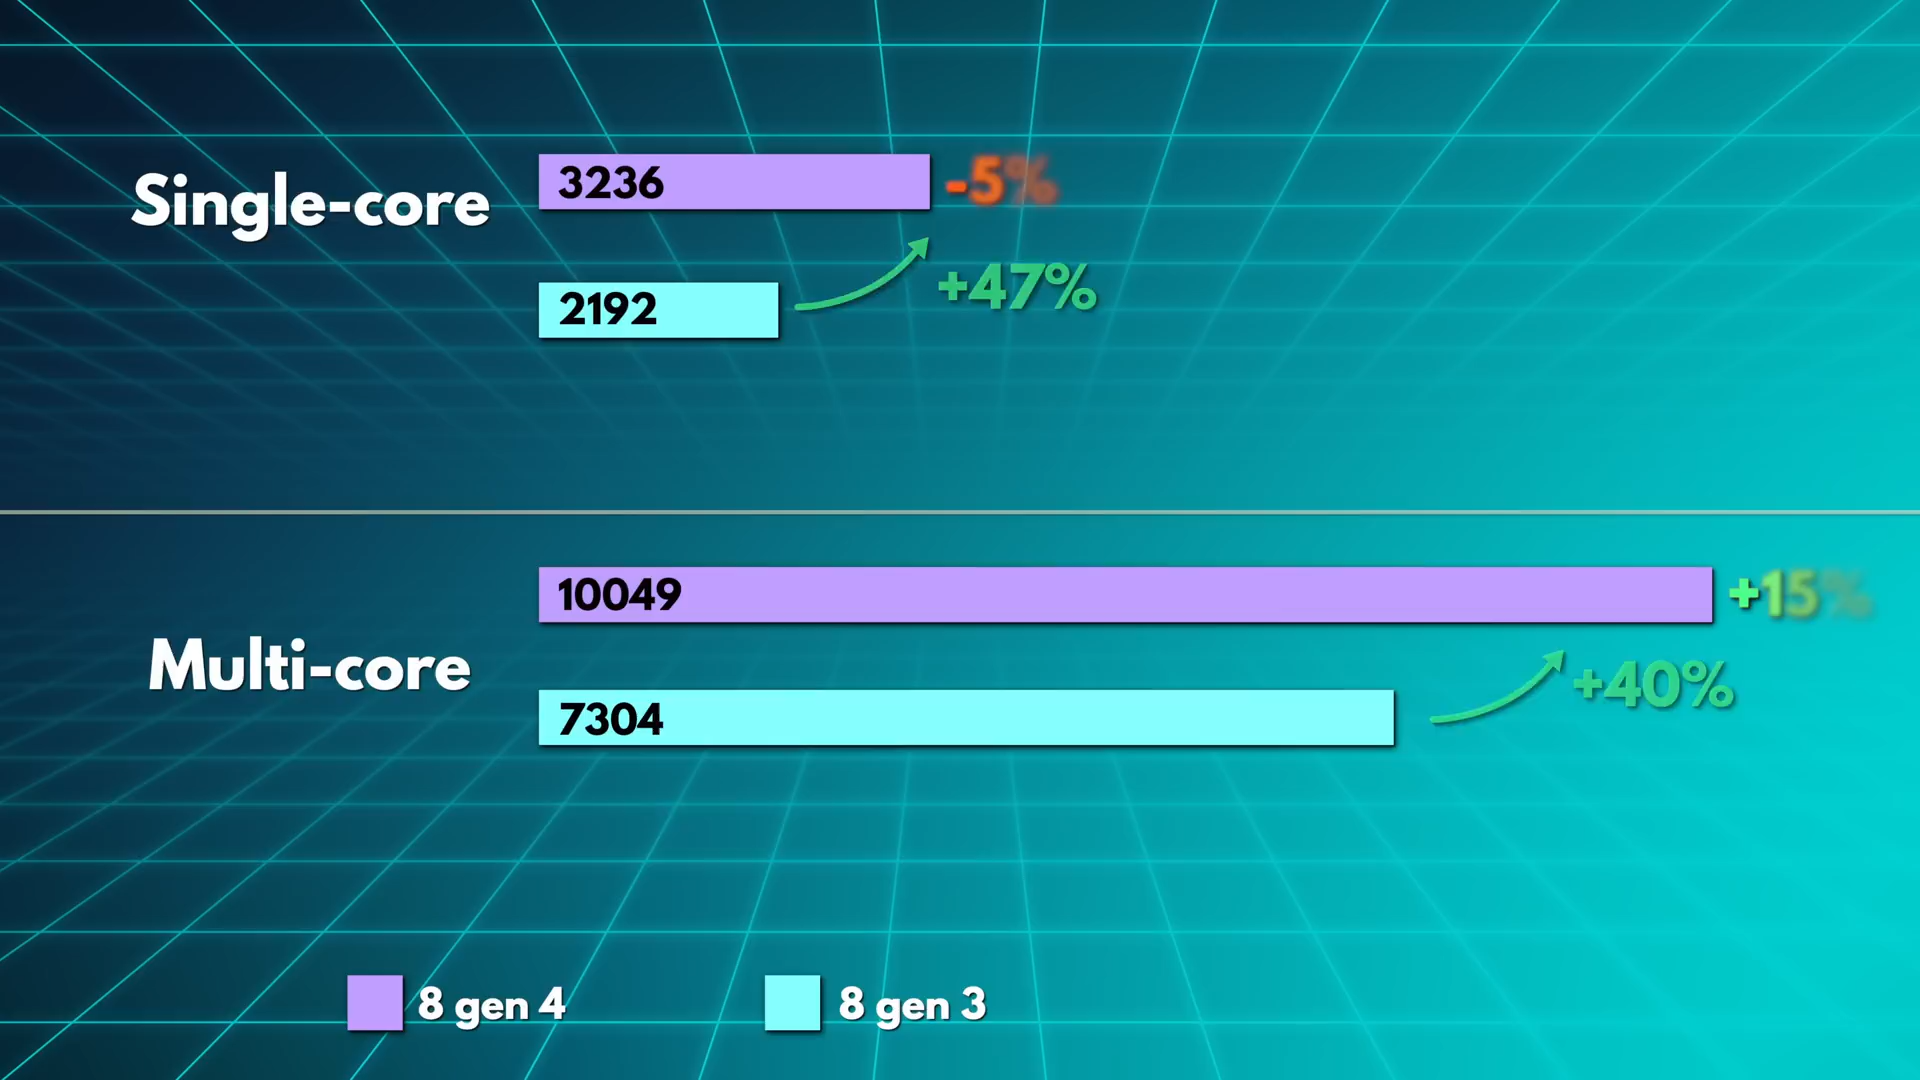 Single-core
3236
-5%
2192
+47%
Multi-core
10049
+15%
7304
+40%
8 gen 4
8 gen 3